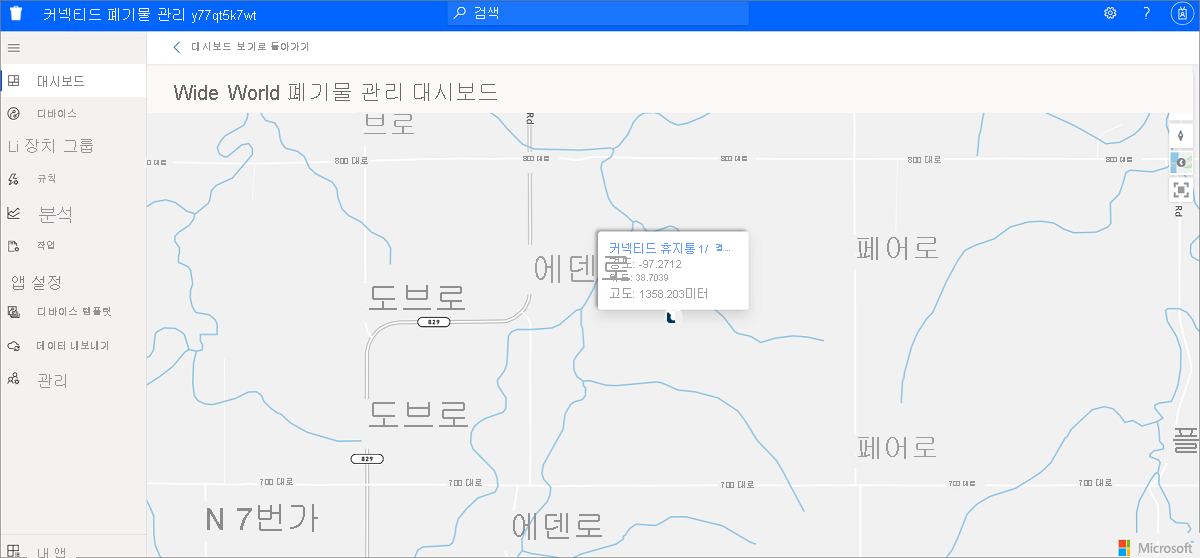 커넥티드 폐기물 관리 y77qt5k7wt
검색
?
대시보드 보기로 돌아가기
대시보드
디바이스
Li 장치 그룹
규칙
분석
작업
앱 설정
디바이스 템플릿
데이터 내보내기
관리
내 앱
Wide World 폐기물 관리 대시보드
브로
Rd
대로
800 대로
800 대로
800 대로
800 대로
Rd
커넥티드 휴지통 1/
경도: -97.2712
위도: 38.7039
고도: 1358.203미터
에덴로
페어로
도브로
829
도브로
페어로
플
829
700 대로
700 대로
700 대로
700 대로
700 대로
N 7번가
에덴로
Microsoft